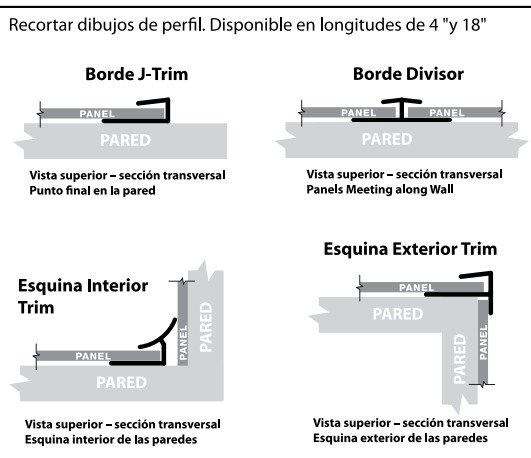 Recortar dibujos de perfil. Disponible en longitudes de 4 "y 18"
Borde J-Trim
PANEL
PARED
Vista superior – sección transversal
Punto final en la pared
Borde Divisor
PANEL PANEL
PARED
Vista superior – sección transversal
Panels Meeting along Wall
Esquina Interior
Trim
PANEL
PARED
PANEL
PARED
Vista superior – sección transversal
Esquina interior de las paredes
Esquina Exterior Trim
PANEL
PARED
PARED
PANEL
Vista superior – sección transversal
Esquina exterior de las paredes